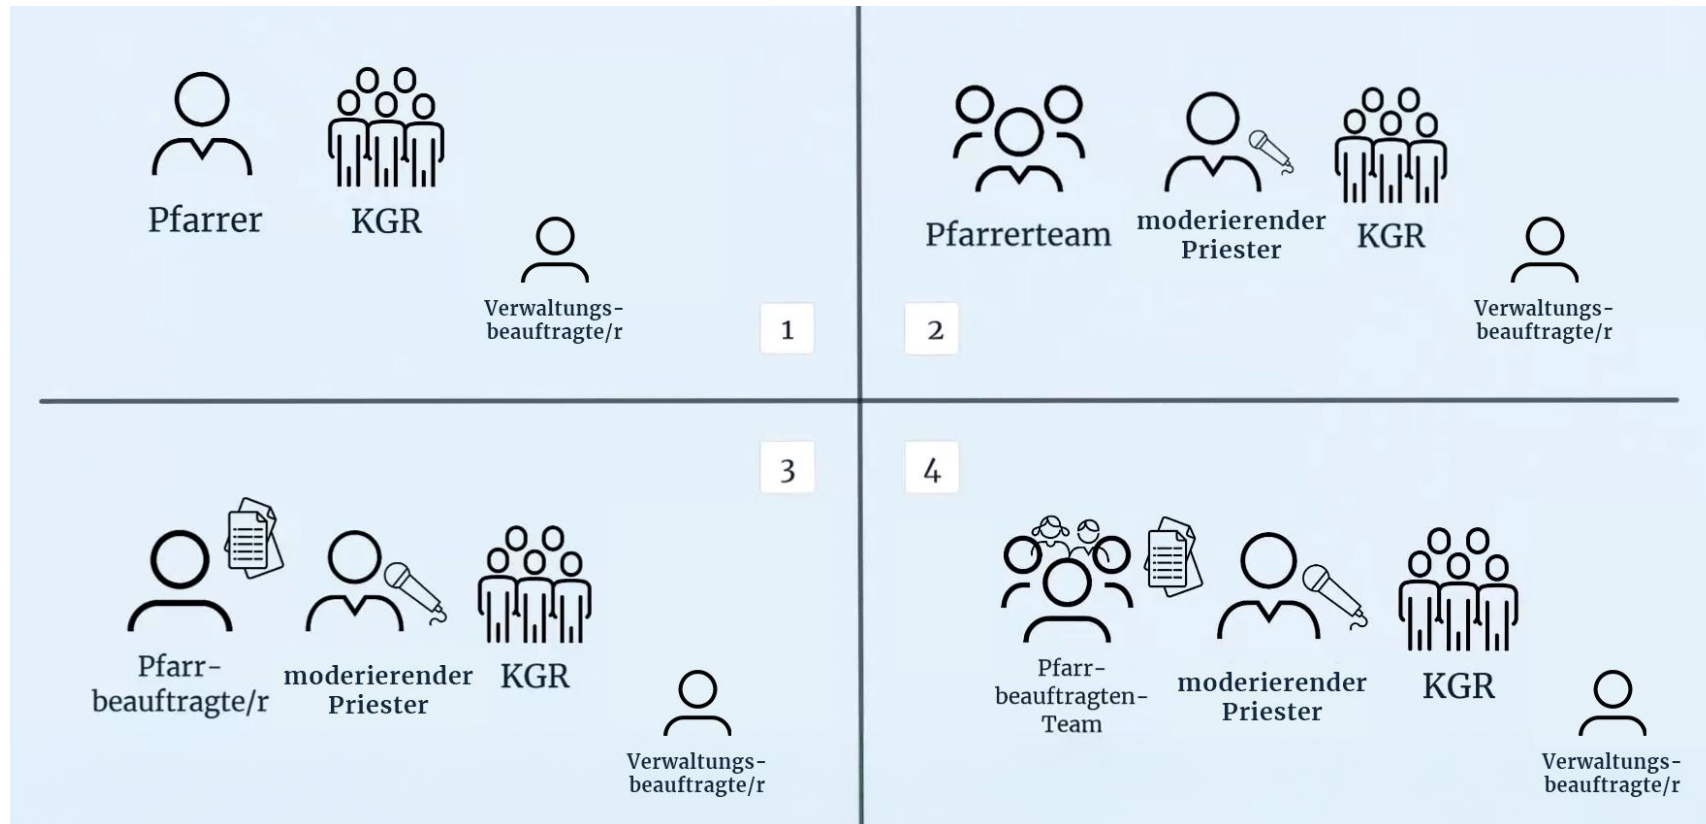 Pfarrer
KGR
Verwaltungs-
beauftragte/r
1
Pfarrerteam
moderierender
Priester
KGR
Verwaltungs-
beauftragte/r
2
3
Pfarr-
beauftragte/r
moderierender
Priester
KGR
Verwaltungs-
beauftragte/r
4
Pfarr-
beauftragten-
Team
moderierender
Priester
KGR
Verwaltungs-
beauftragte/r